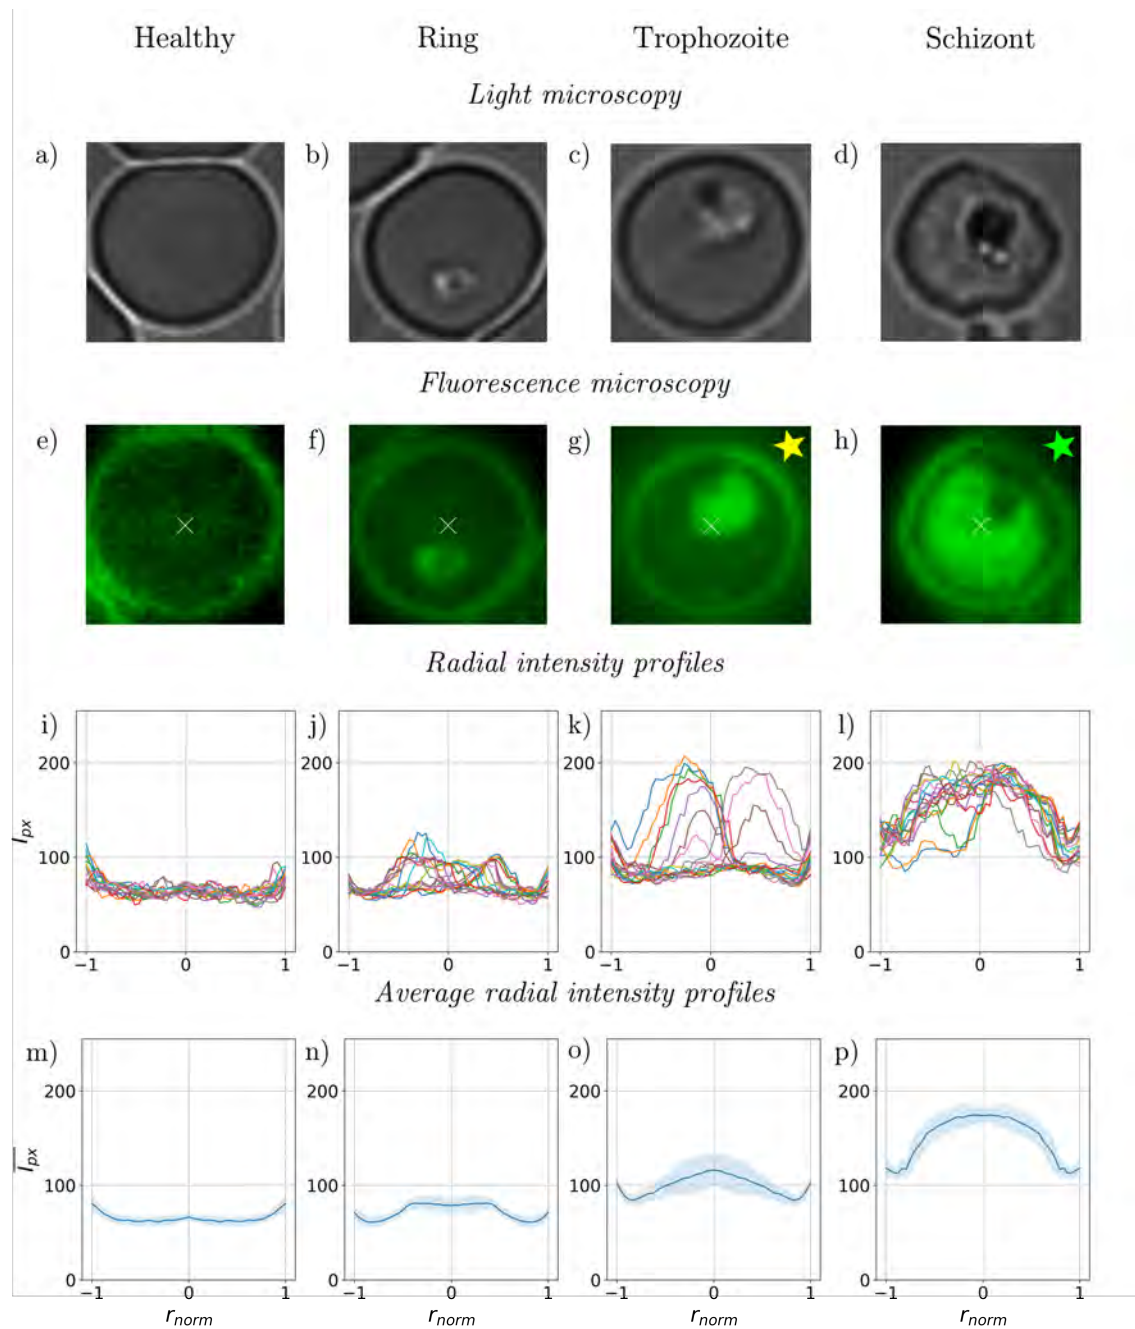 Healthy Ring Trophozoite Schizont
Light microscopy
a) b) c) d)
Fluorescence microscopy
e) f) g) h)
Radial intensity profiles
i) j) k) l)
200 200 200 200
I_px
100 100 100 100
0 0 0 0
−1 0 1 −1 0 1 −1 0 1 −1 0 1
Average radial intensity profiles
m) n) o) p)
200 200 200 200
I_px
100 100 100 100
0 0 0 0
−1 0 1 −1 0 1 −1 0 1 −1 0 1
r_norm r_norm r_norm r_norm